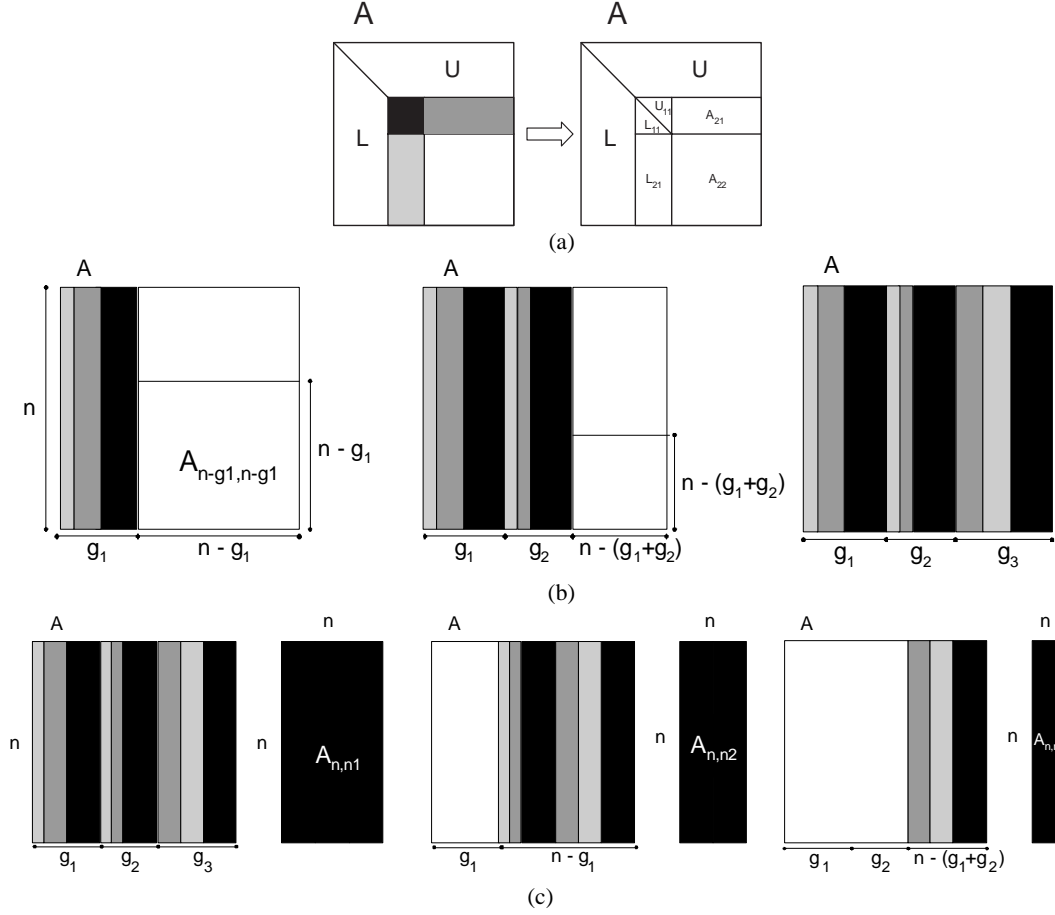 A A
U U
L L
U11 L11 A21
L21 A22
(a)
A A A
n
An-g1,n-g1
n - g1
n - (g1+g2)
g1 n - g1 g1 g2 n - (g1+g2) g1 g2 g3
(b)
A n A n A n
n n n n
An,n1 An,n2
g1 g2 g3 g1 n - g1 g1 g2 n - (g1+g2)
(c)